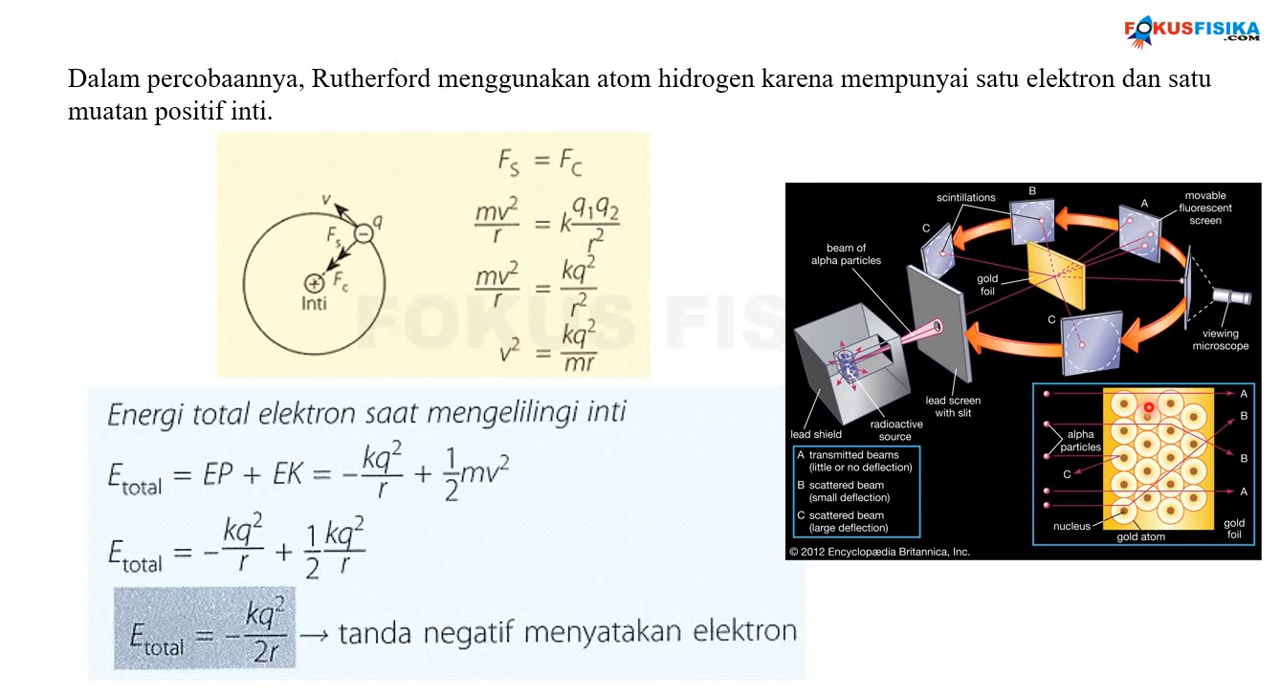 FOKUSFISIKA
.COM
Dalam percobaannya, Rutherford menggunakan atom hidrogen karena mempunyai satu elektron dan satu
muatan positif inti.
v
q
Fs
Fc
Inti
Fs = Fc
mv²/r = k q₁q₂/r²
mv²/r = kq²/r²
v² = kq²/mr
FOKUS FIS
Energi total elektron saat mengelilingi inti
Etotal = EP + EK = -kq²/r + 1/2 mv²
Etotal = -kq²/r + 1/2 kq²/r
Etotal = -kq²/2r → tanda negatif menyatakan elektron
scintillations
B
A
movable
fluorescent
screen
C
beam of
alpha particles
gold
foil
C
viewing
microscope
lead screen
with slit
radioactive
source
lead shield
A transmitted beams
(little or no deflection)
B scattered beam
(small deflection)
C scattered beam
(large deflection)
A
B
alpha
particles
B
C
A
nucleus
gold atom
gold
foil
© 2012 Encyclopædia Britannica, Inc.